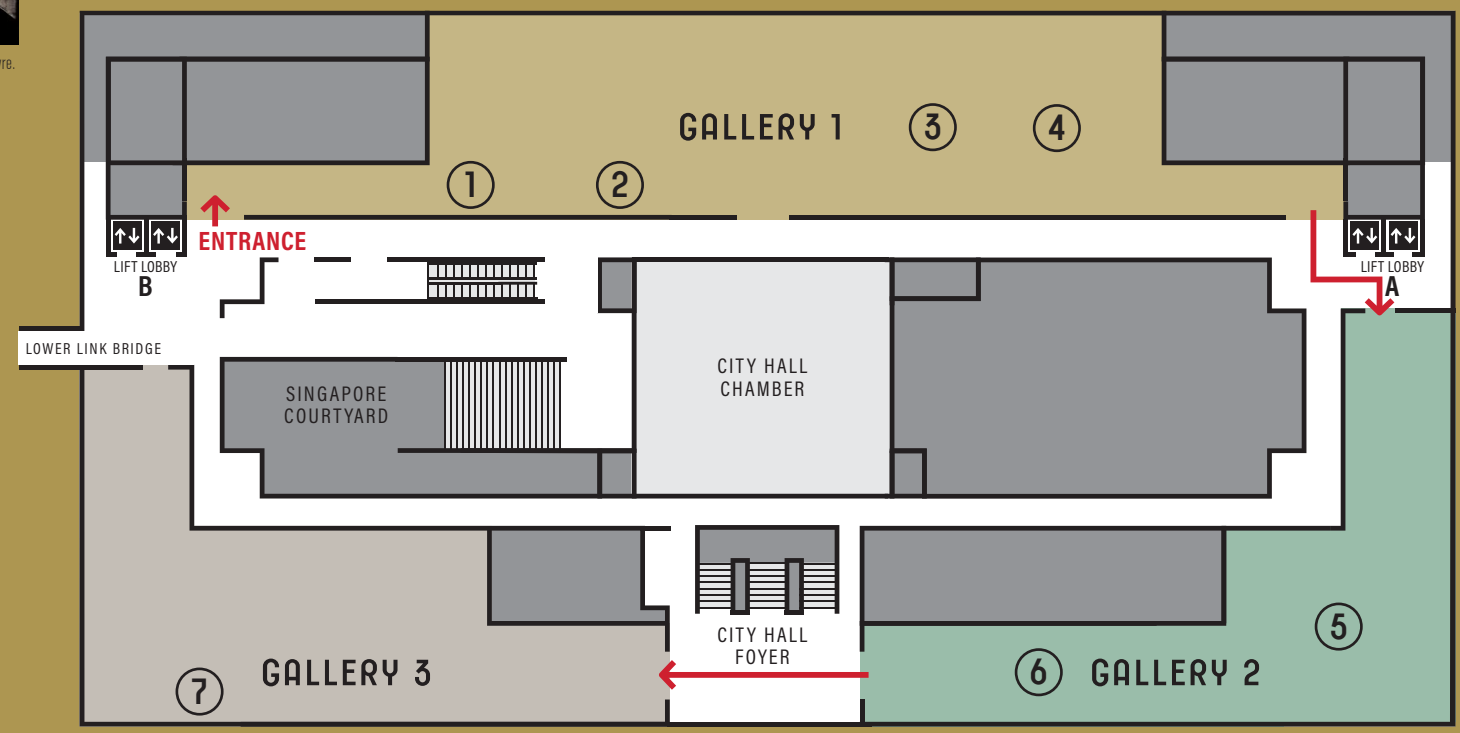 GALLERY 1
3
4
1
2
ENTRANCE
LIFT LOBBY
B
LIFT LOBBY
A
LOWER LINK BRIDGE
CITY HALL
CHAMBER
SINGAPORE
COURTYARD
CITY HALL
FOYER
5
GALLERY 3
6
GALLERY 2
7